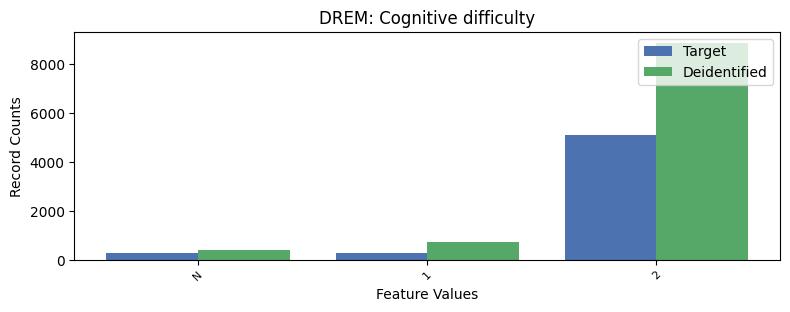 DREM: Cognitive difficulty
Target
Deidentified
Record Counts
8000
6000
4000
2000
0
N
1
2
Feature Values